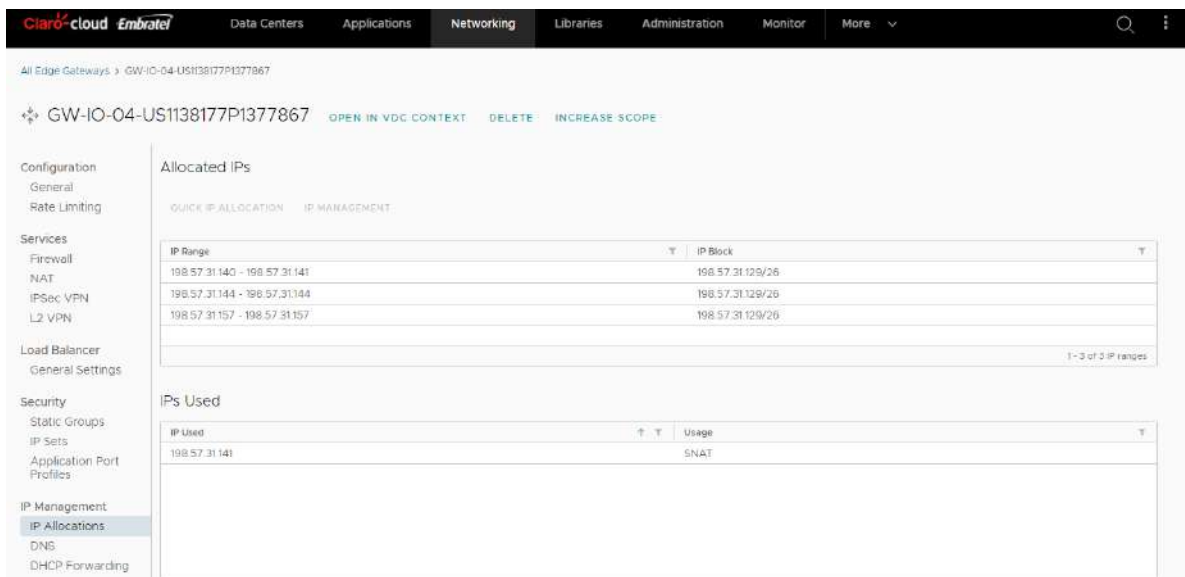 Claro-cloud Embratel Data Centers Applications Networking Libraries Administration Monitor More
All Edge Gateways > GW-IO-04-US1138177P1377867
GW-IO-04-US1138177P1377867 OPEN IN VDC CONTEXT DELETE INCREASE SCOPE
Configuration
General
Rate Limiting
Services
Firewall
NAT
IPSec VPN
L2 VPN
Load Balancer
General Settings
Security
Static Groups
IP Sets
Application Port
Profiles
IP Management
IP Allocations
DNS
DHCP Forwarding
Allocated IPs
QUICK IP ALLOCATION IP MANAGEMENT
IP Range IP Block
198.57.31.140 - 198.57.31.141 198.57.31.129/26
198.57.31.144 - 198.57.31.144 198.57.31.129/26
198.57.31.157 - 198.57.31.157 198.57.31.129/26
1 - 3 of 3 IP ranges
IPs Used
IP Used Usage
198.57.31.141 SNAT